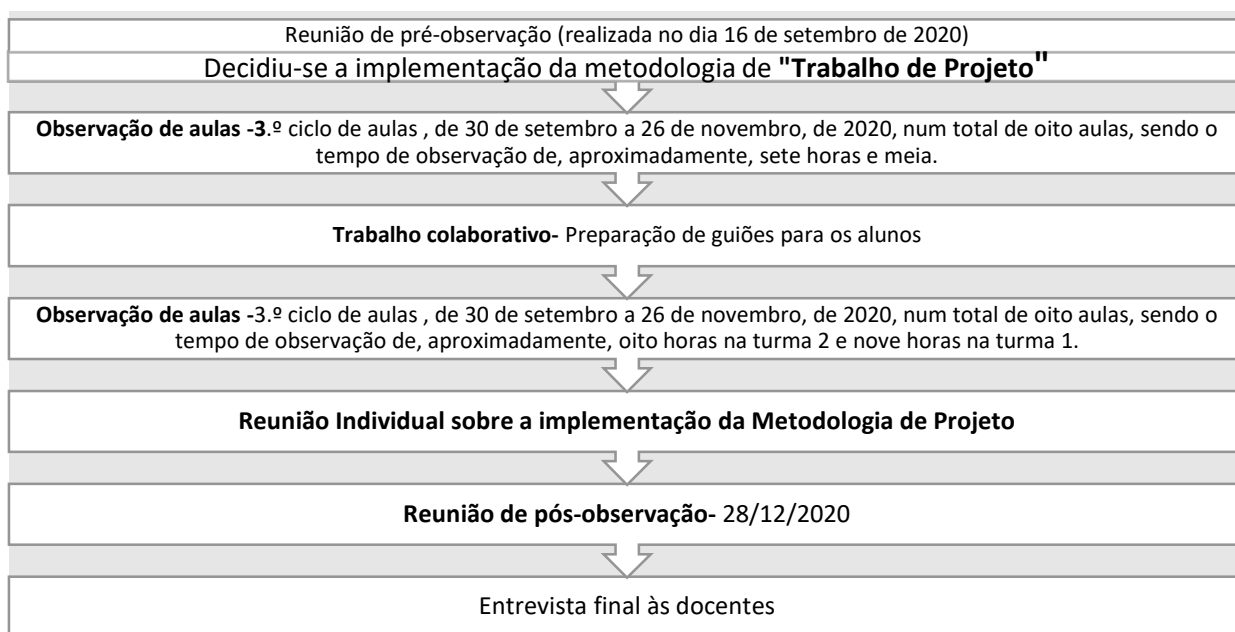 Reunião de pré-observação (realizada no dia 16 de setembro de 2020)
Decidiu-se a implementação da metodologia de "Trabalho de Projeto"
Observação de aulas -3.º ciclo de aulas , de 30 de setembro a 26 de novembro, de 2020, num total de oito aulas, sendo o
tempo de observação de, aproximadamente, sete horas e meia.
Trabalho colaborativo- Preparação de guiões para os alunos
Observação de aulas -3.º ciclo de aulas , de 30 de setembro a 26 de novembro, de 2020, num total de oito aulas, sendo o
tempo de observação de, aproximadamente, oito horas na turma 2 e nove horas na turma 1.
Reunião Individual sobre a implementação da Metodologia de Projeto
Reunião de pós-observação- 28/12/2020
Entrevista final às docentes